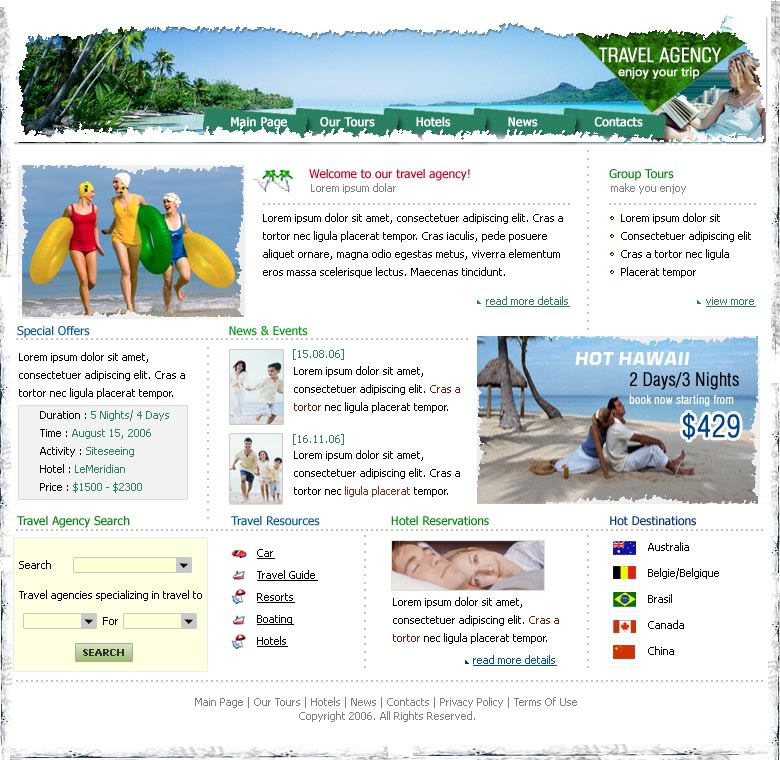 TRAVEL AGENCY
enjoy your trip
Main Page
Our Tours
Hotels
News
Contacts
Welcome to our travel agency!
Lorem ipsum dolar
Lorem ipsum dolor sit amet, consectetuer adipiscing elit. Cras a
tortor nec ligula placerat tempor. Cras iaculis, pede posuere
aliquet ornare, magna odio egestas metus, viverra elementum
eros massa scelerisque lectus. Maecenas tincidunt.
read more details
Group Tours
make you enjoy
Lorem ipsum dolor sit
Consectetuer adipiscing elit
Cras a tortor nec ligula
Placerat tempor
view more
Special Offers
Lorem ipsum dolor sit amet,
consectetuer adipiscing elit. Cras a
tortor nec ligula placerat tempor.
Duration : 5 Nights/ 4 Days
Time : August 15, 2006
Activity : Siteseeing
Hotel : LeMeridian
Price : $1500 - $2300
News & Events
[15.08.06]
Lorem ipsum dolor sit amet,
consectetuer adipiscing elit. Cras a
tortor nec ligula placerat tempor.
[16.11.06]
Lorem ipsum dolor sit amet,
consectetuer adipiscing elit. Cras a
tortor nec ligula placerat tempor.
HOT HAWAII
2 Days/3 Nights
book now starting from
$429
Travel Agency Search
Search
Travel agencies specializing in travel to
For
SEARCH
Travel Resources
Car
Travel Guide
Resorts
Boating
Hotels
Hotel Reservations
Lorem ipsum dolor sit amet,
consectetuer adipiscing elit. Cras a
tortor nec ligula placerat tempor.
read more details
Hot Destinations
Australia
Belgie/Belgique
Brasil
Canada
China
Main Page | Our Tours | Hotels | News | Contacts | Privacy Policy | Terms Of Use
Copyright 2006. All Rights Reserved.